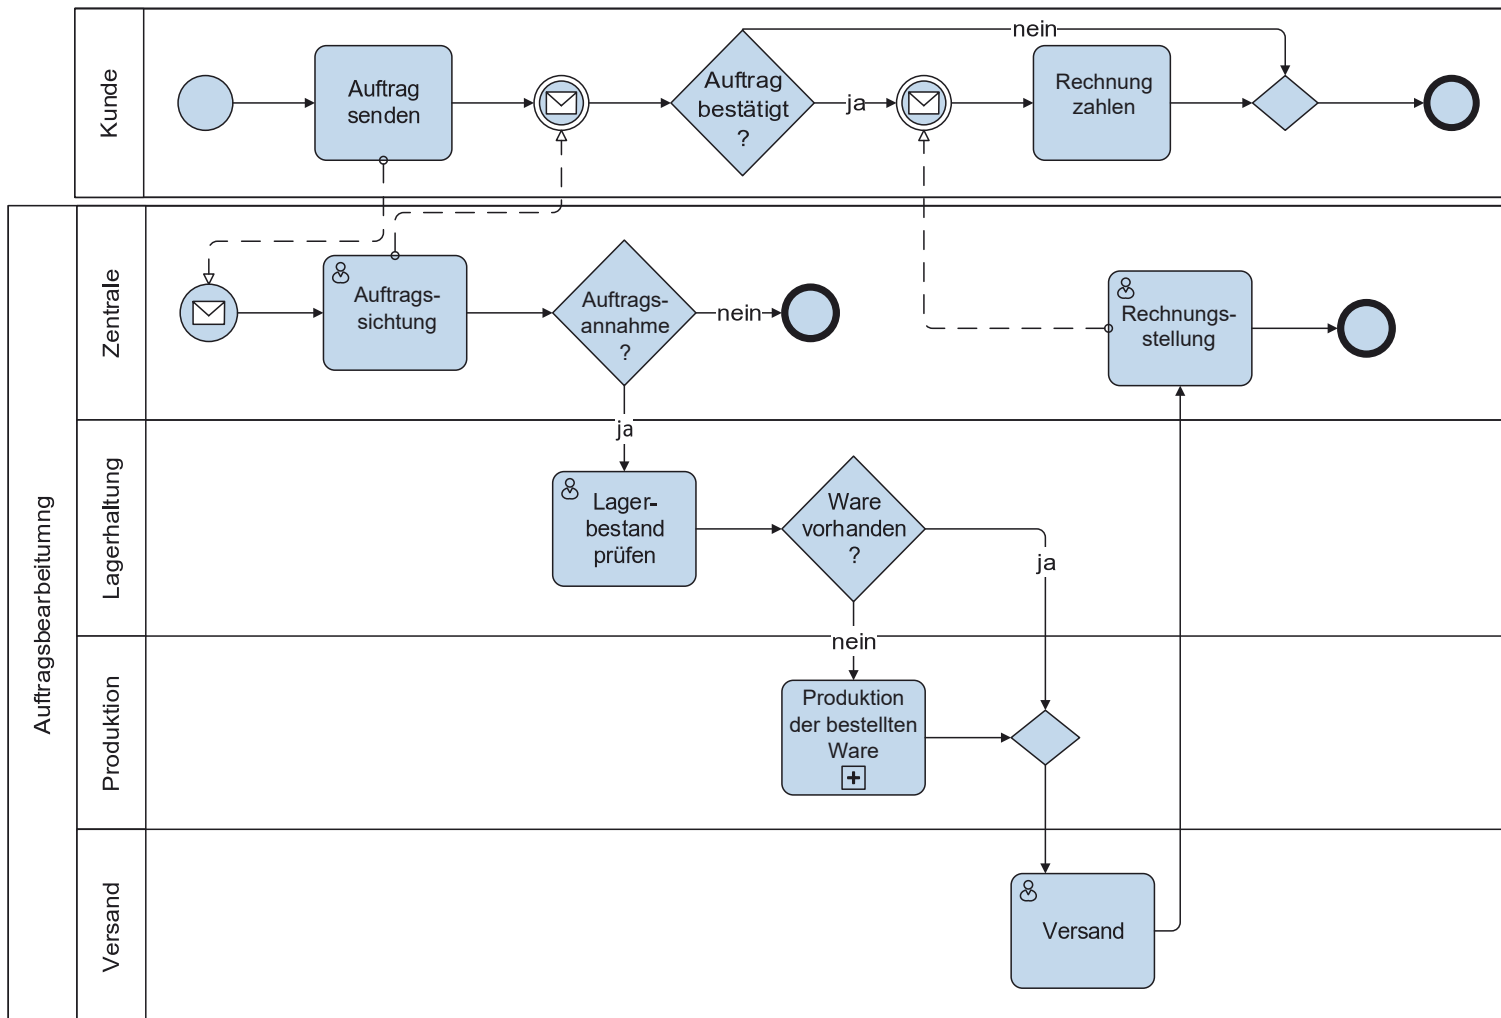 Kunde
Auftrag
senden
Auftrag
bestätigt
?
nein
ja
Rechnung
zahlen
Auftragsbearbeitumng
Zentrale
Auftrags-
sichtung
Auftrags-
annahme
?
nein
ja
Rechnungs-
stellung
Lagerhaltung
Lager-
bestand
prüfen
Ware
vorhanden
?
ja
nein
Produktion
Produktion
der bestellten
Ware
Versand
Versand